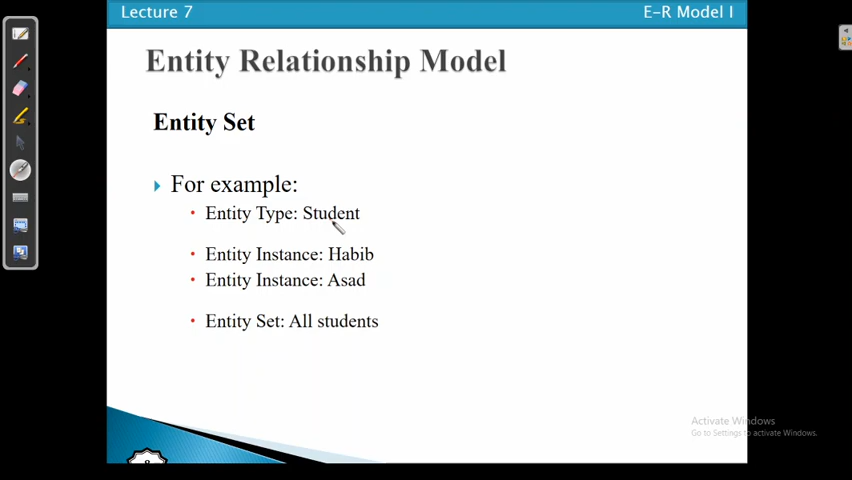 Lecture 7
E-R Model I
Entity Relationship Model
Entity Set
For example:
• Entity Type: Student
• Entity Instance: Habib
• Entity Instance: Asad
• Entity Set: All students
Activate Windows
Go to Settings to activate Windows.